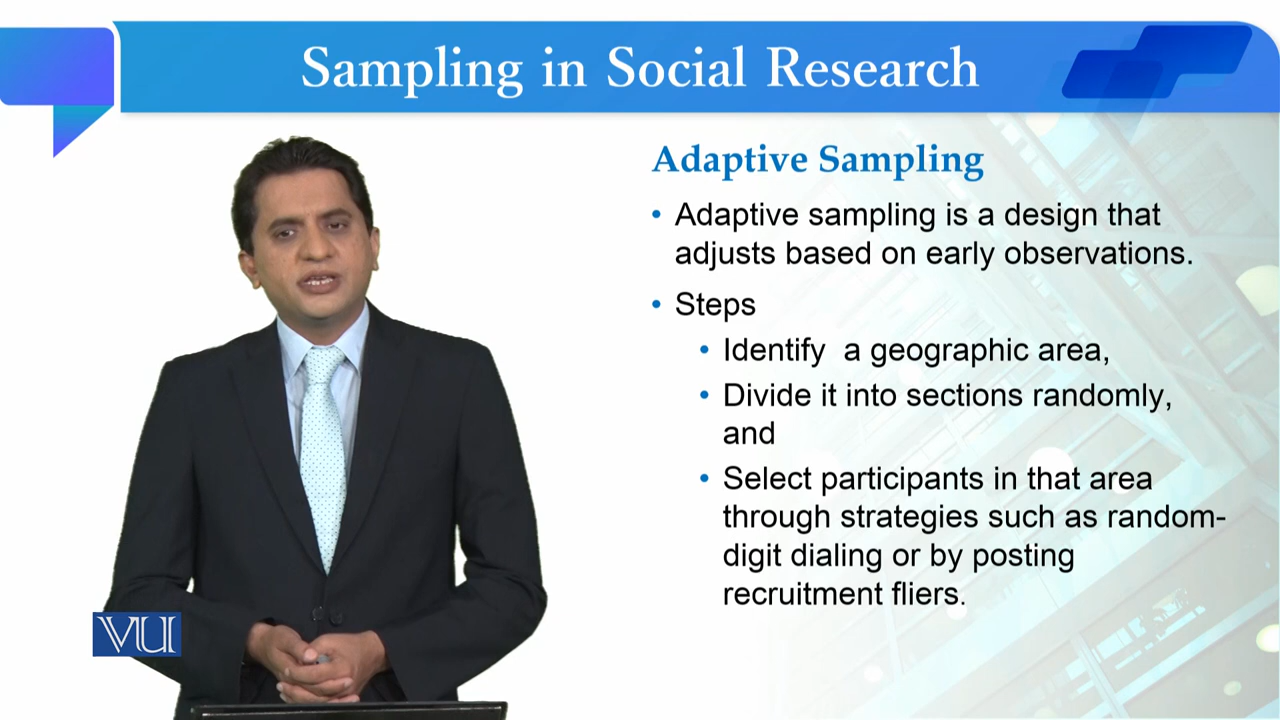 Sampling in Social Research
Adaptive Sampling
• Adaptive sampling is a design that
adjusts based on early observations.
• Steps
• Identify  a geographic area,
• Divide it into sections randomly,
and
• Select participants in that area
through strategies such as random-
digit dialing or by posting
recruitment fliers.
VU